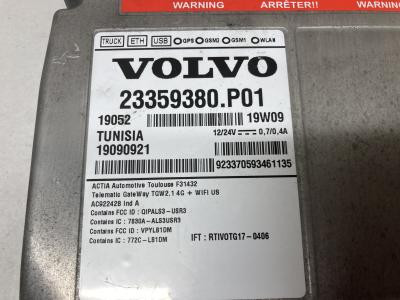 WARNING
ARRÊTER!!
WARNING
TRUCK ETH USB GPS GSM2 GSM1 WLAN
VOLVO
23359380.P01
19052 19W09
TUNISIA 12/24V 0,7/0,4A
19090921
923370593461135
ACTIA Automotive Toulouse F31432
Telematic GateWay TGW2.1 4G + WIFI US
AC922428 Ind A
Contains FCC ID : QIPALS3-USR3
Contains IC : 7830A-ALS3USR3
Contains FCC ID : VPYLB1DM
Contains IC : 772C-LB1DM
IFT : RTIVOTG17-0406